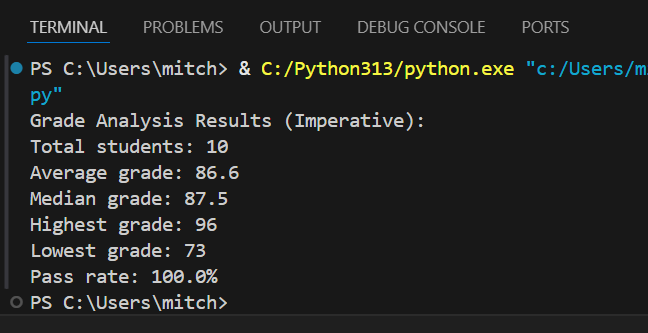 TERMINAL PROBLEMS OUTPUT DEBUG CONSOLE PORTS
PS C:\Users\mitch> & C:/Python313/python.exe "c:/Users/m
py"
Grade Analysis Results (Imperative):
Total students: 10
Average grade: 86.6
Median grade: 87.5
Highest grade: 96
Lowest grade: 73
Pass rate: 100.0%
PS C:\Users\mitch>